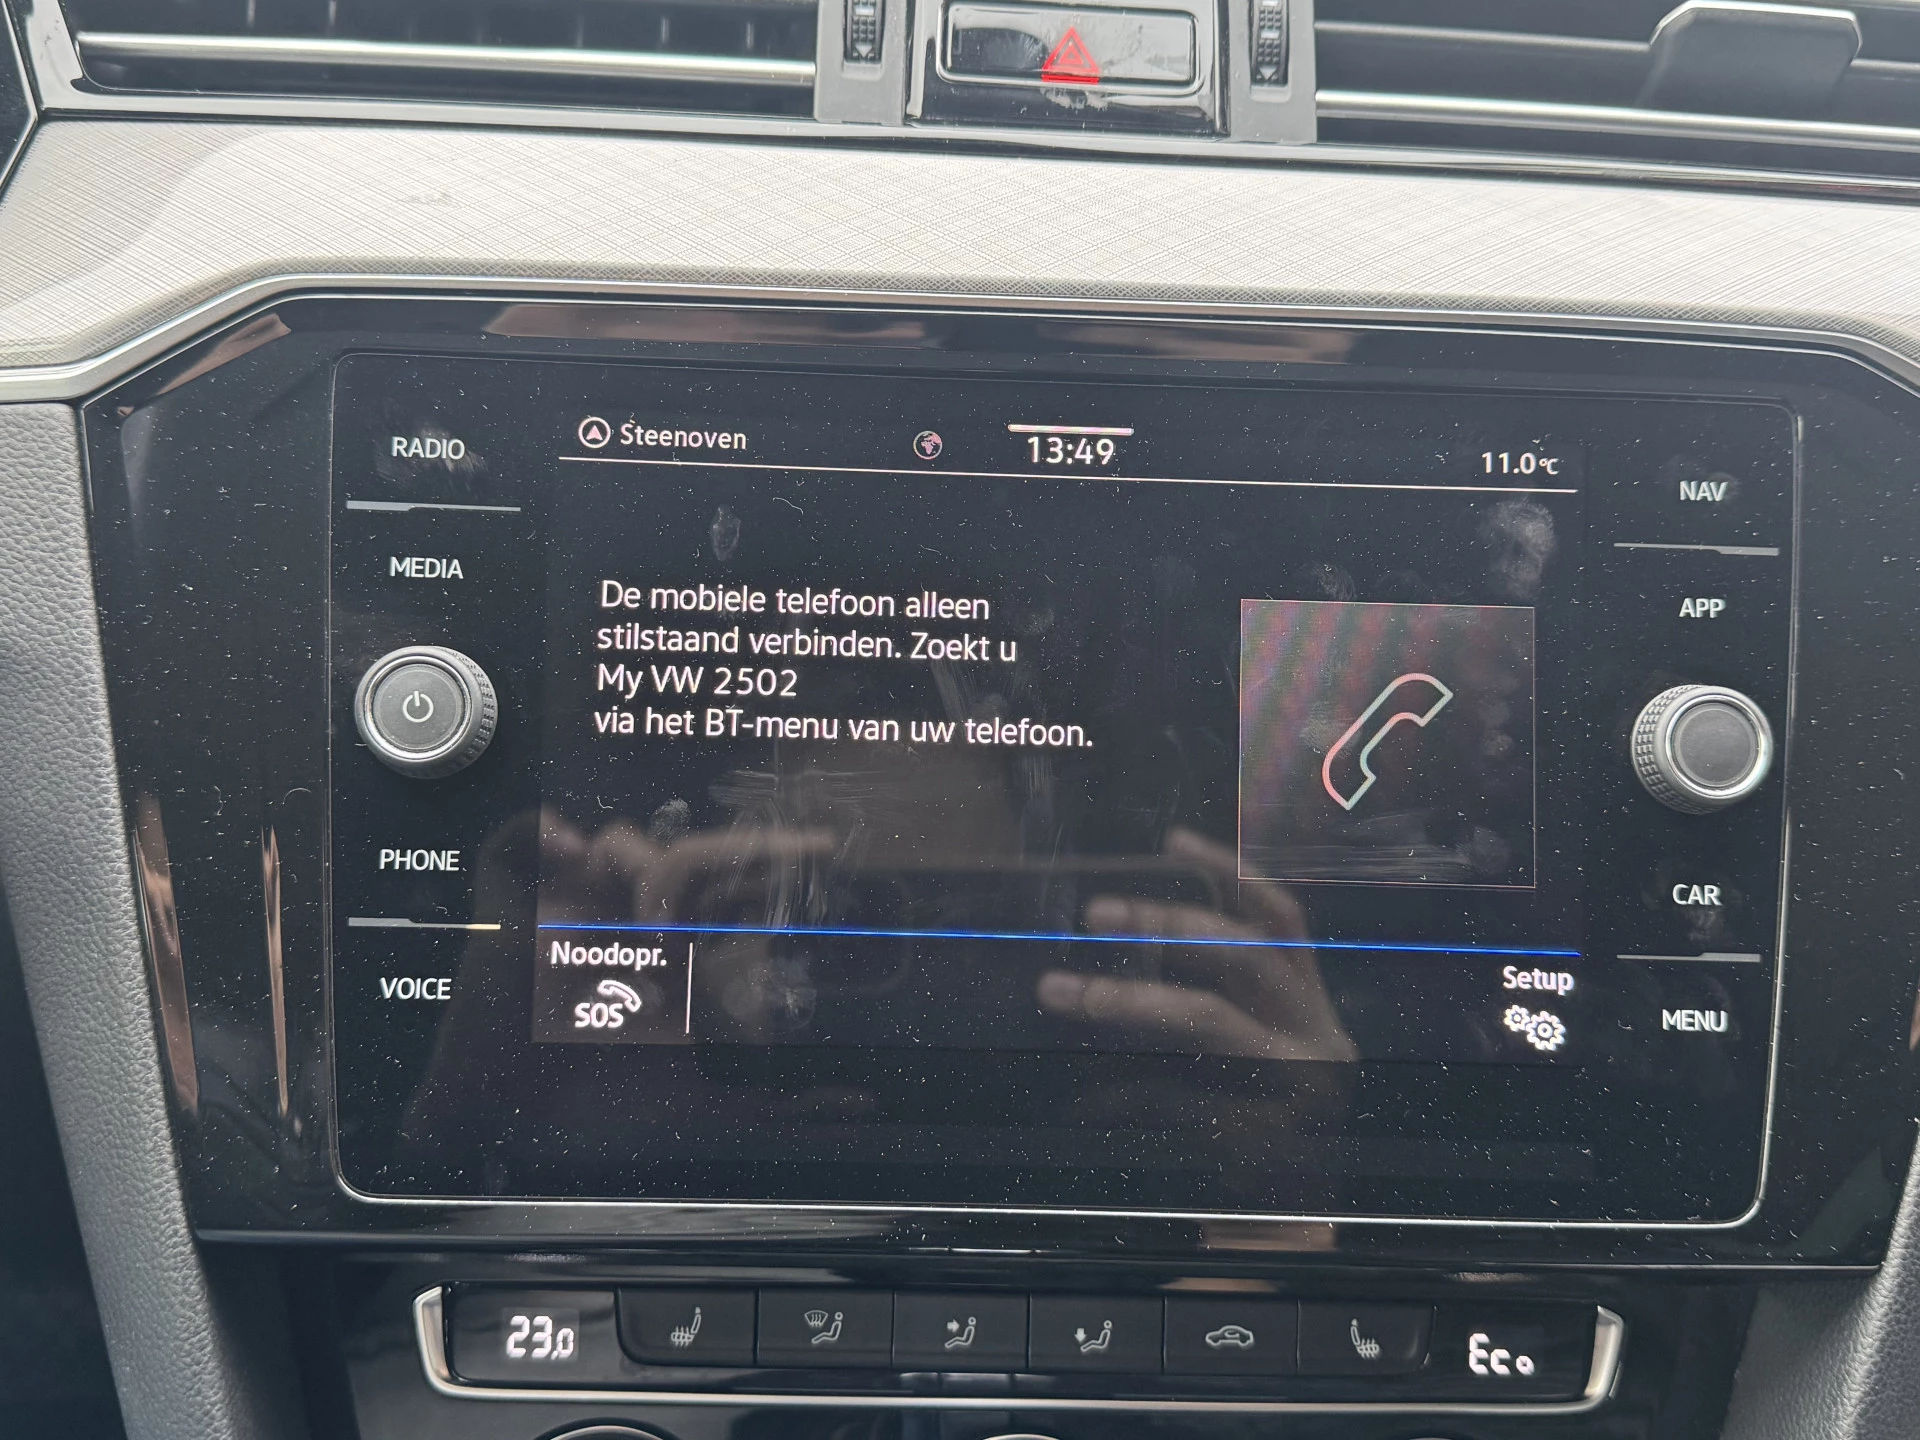 Steenoven
13:49
11.0°C
RADIO
MEDIA
PHONE
VOICE
De mobiele telefoon alleen
stilstaand verbinden. Zoekt u
My VW 2502
via het BT-menu van uw telefoon.
Noodopr.
SOS
Setup
NAV
APP
CAR
MENU
23,0
Eco